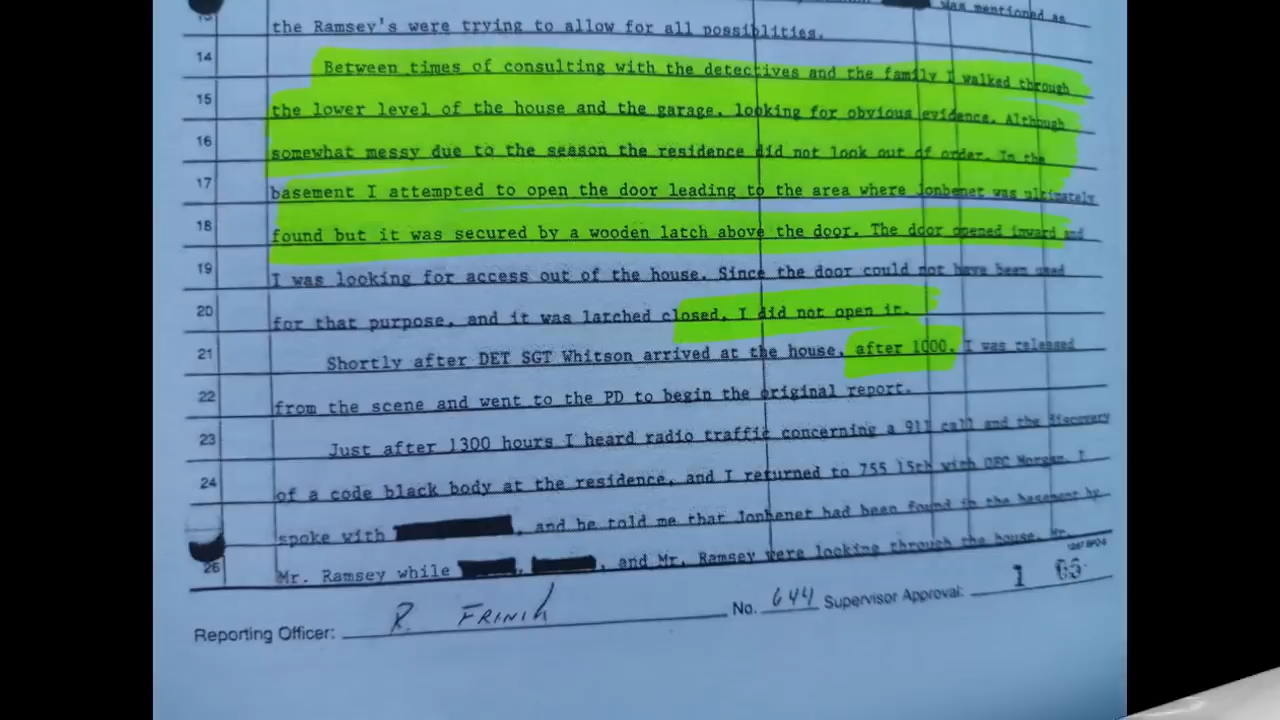 was mentioned as
13 the Ramsey's were trying to allow for all possiblities.
14 Between times of consulting with the detectives and the family I walked through
15 the lower level of the house and the garage, looking for obvious evidence. Although
16 somewhat messy due to the season the residence did not look out of order. In the
17 basement I attempted to open the door leading to the area where Jonbenet was ultimately
18 found but it was secured by a wooden latch above the door. The door opened inward and
19 I was looking for access out of the house. Since the door could not have been used
20 for that purpose, and it was latched closed, I did not open it.
21 Shortly after DET SGT Whitson arrived at the house, after 1000, I was released
22 from the scene and went to the PD to begin the original report.
23 Just after 1300 hours I heard radio traffic concerning a 911 call and the discovery
24 of a code black body at the residence, and I returned to 755 15th with OFC Morgan. I
spoke with , and he told me that Jonbenet had been found in the basement by
26 Mr. Ramsey while , , and Mr. Ramsey were looking through the house. Mr.
Reporting Officer: R. No. 644 Supervisor Approval: 1 65